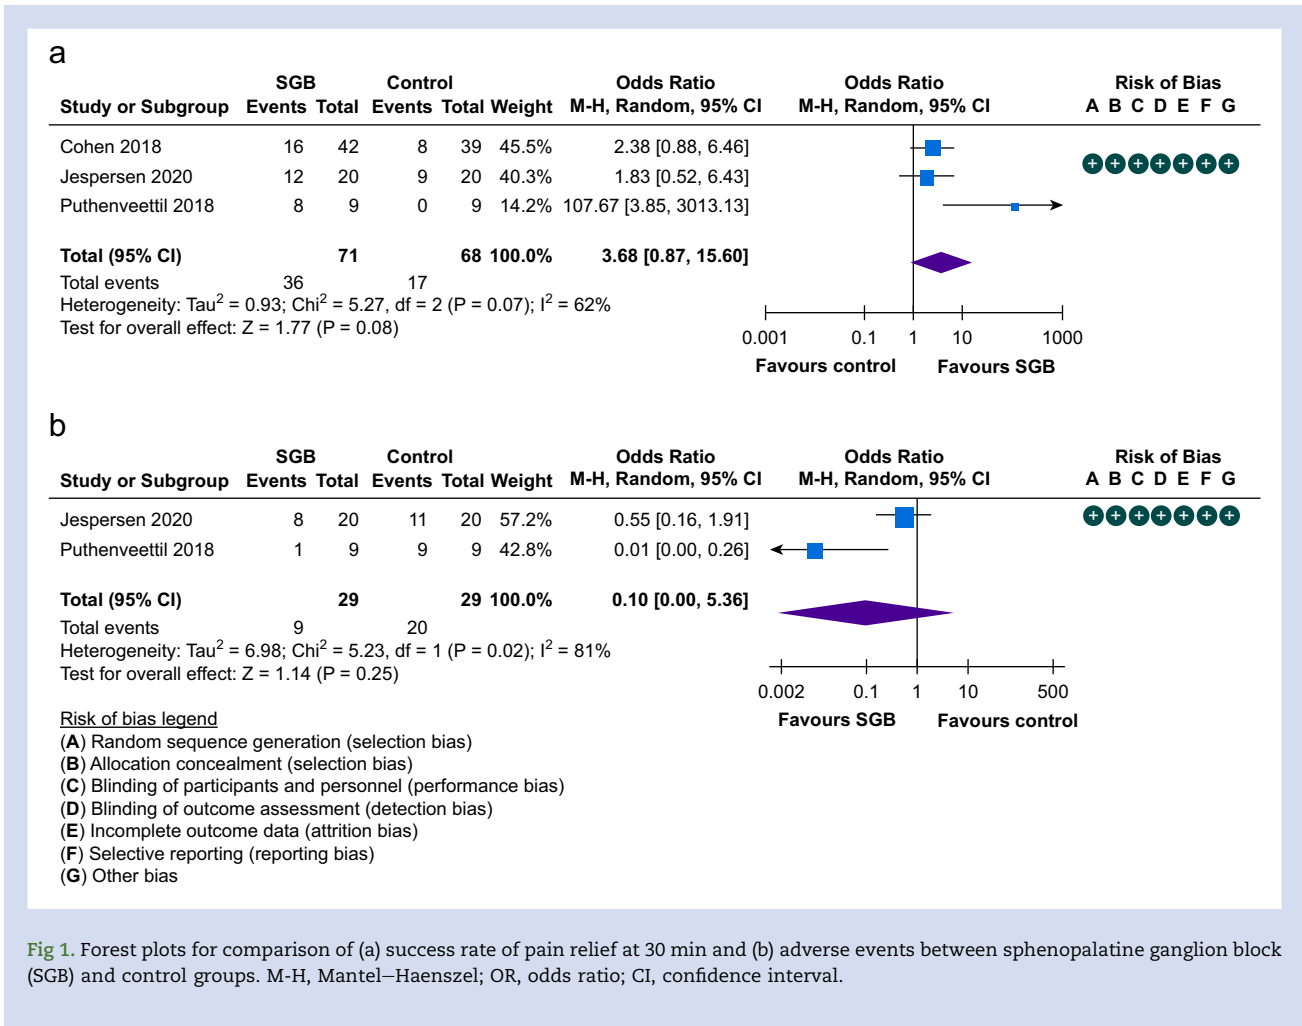 a
SGB Control Odds Ratio Odds Ratio Risk of Bias
Study or Subgroup Events Total Events Total Weight M-H, Random, 95% CI M-H, Random, 95% CI A B C D E F G
Cohen 2018 16 42 8 39 45.5% 2.38 [0.88, 6.46]
+ + + + + + +
Jespersen 2020 12 20 9 20 40.3% 1.83 [0.52, 6.43]
Puthenveettil 2018 8 9 0 9 14.2% 107.67 [3.85, 3013.13]
Total (95% CI) 71 68 100.0% 3.68 [0.87, 15.60]
Total events 36 17
Heterogeneity: Tau² = 0.93; Chi² = 5.27, df = 2 (P = 0.07); I² = 62%
Test for overall effect: Z = 1.77 (P = 0.08)
0.001 0.1 1 10 1000
Favours control Favours SGB
b
SGB Control Odds Ratio Odds Ratio Risk of Bias
Study or Subgroup Events Total Events Total Weight M-H, Random, 95% CI M-H, Random, 95% CI A B C D E F G
Jespersen 2020 8 20 11 20 57.2% 0.55 [0.16, 1.91] + + + + + + +
Puthenveettil 2018 1 9 9 9 42.8% 0.01 [0.00, 0.26]
Total (95% CI) 29 29 100.0% 0.10 [0.00, 5.36]
Total events 9 20
Heterogeneity: Tau² = 6.98; Chi² = 5.23, df = 1 (P = 0.02); I² = 81%
Test for overall effect: Z = 1.14 (P = 0.25)
0.002 0.1 1 10 500
Favours SGB Favours control
Risk of bias legend
(A) Random sequence generation (selection bias)
(B) Allocation concealment (selection bias)
(C) Blinding of participants and personnel (performance bias)
(D) Blinding of outcome assessment (detection bias)
(E) Incomplete outcome data (attrition bias)
(F) Selective reporting (reporting bias)
(G) Other bias
Fig 1. Forest plots for comparison of (a) success rate of pain relief at 30 min and (b) adverse events between sphenopalatine ganglion block
(SGB) and control groups. M-H, Mantel–Haenszel; OR, odds ratio; CI, confidence interval.